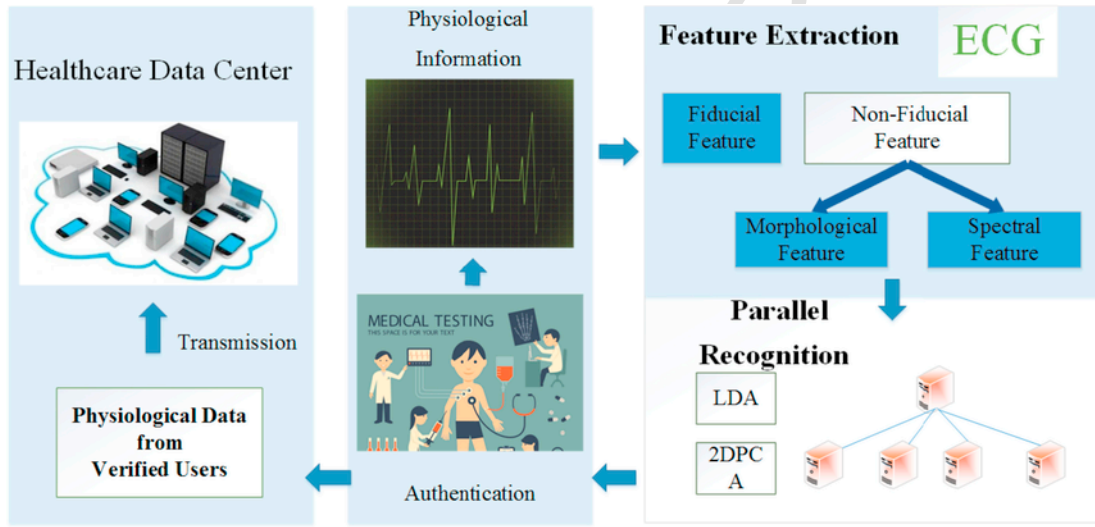 Healthcare Data Center
Transmission
Physiological Data
from
Verified Users
Physiological
Information
MEDICAL TESTING
THIS SPACE IS FOR YOUR TEXT
Authentication
Feature Extraction
ECG
Fiducial
Feature
Non-Fiducial
Feature
Morphological
Feature
Spectral
Feature
Parallel
Recognition
LDA
2DPC
A